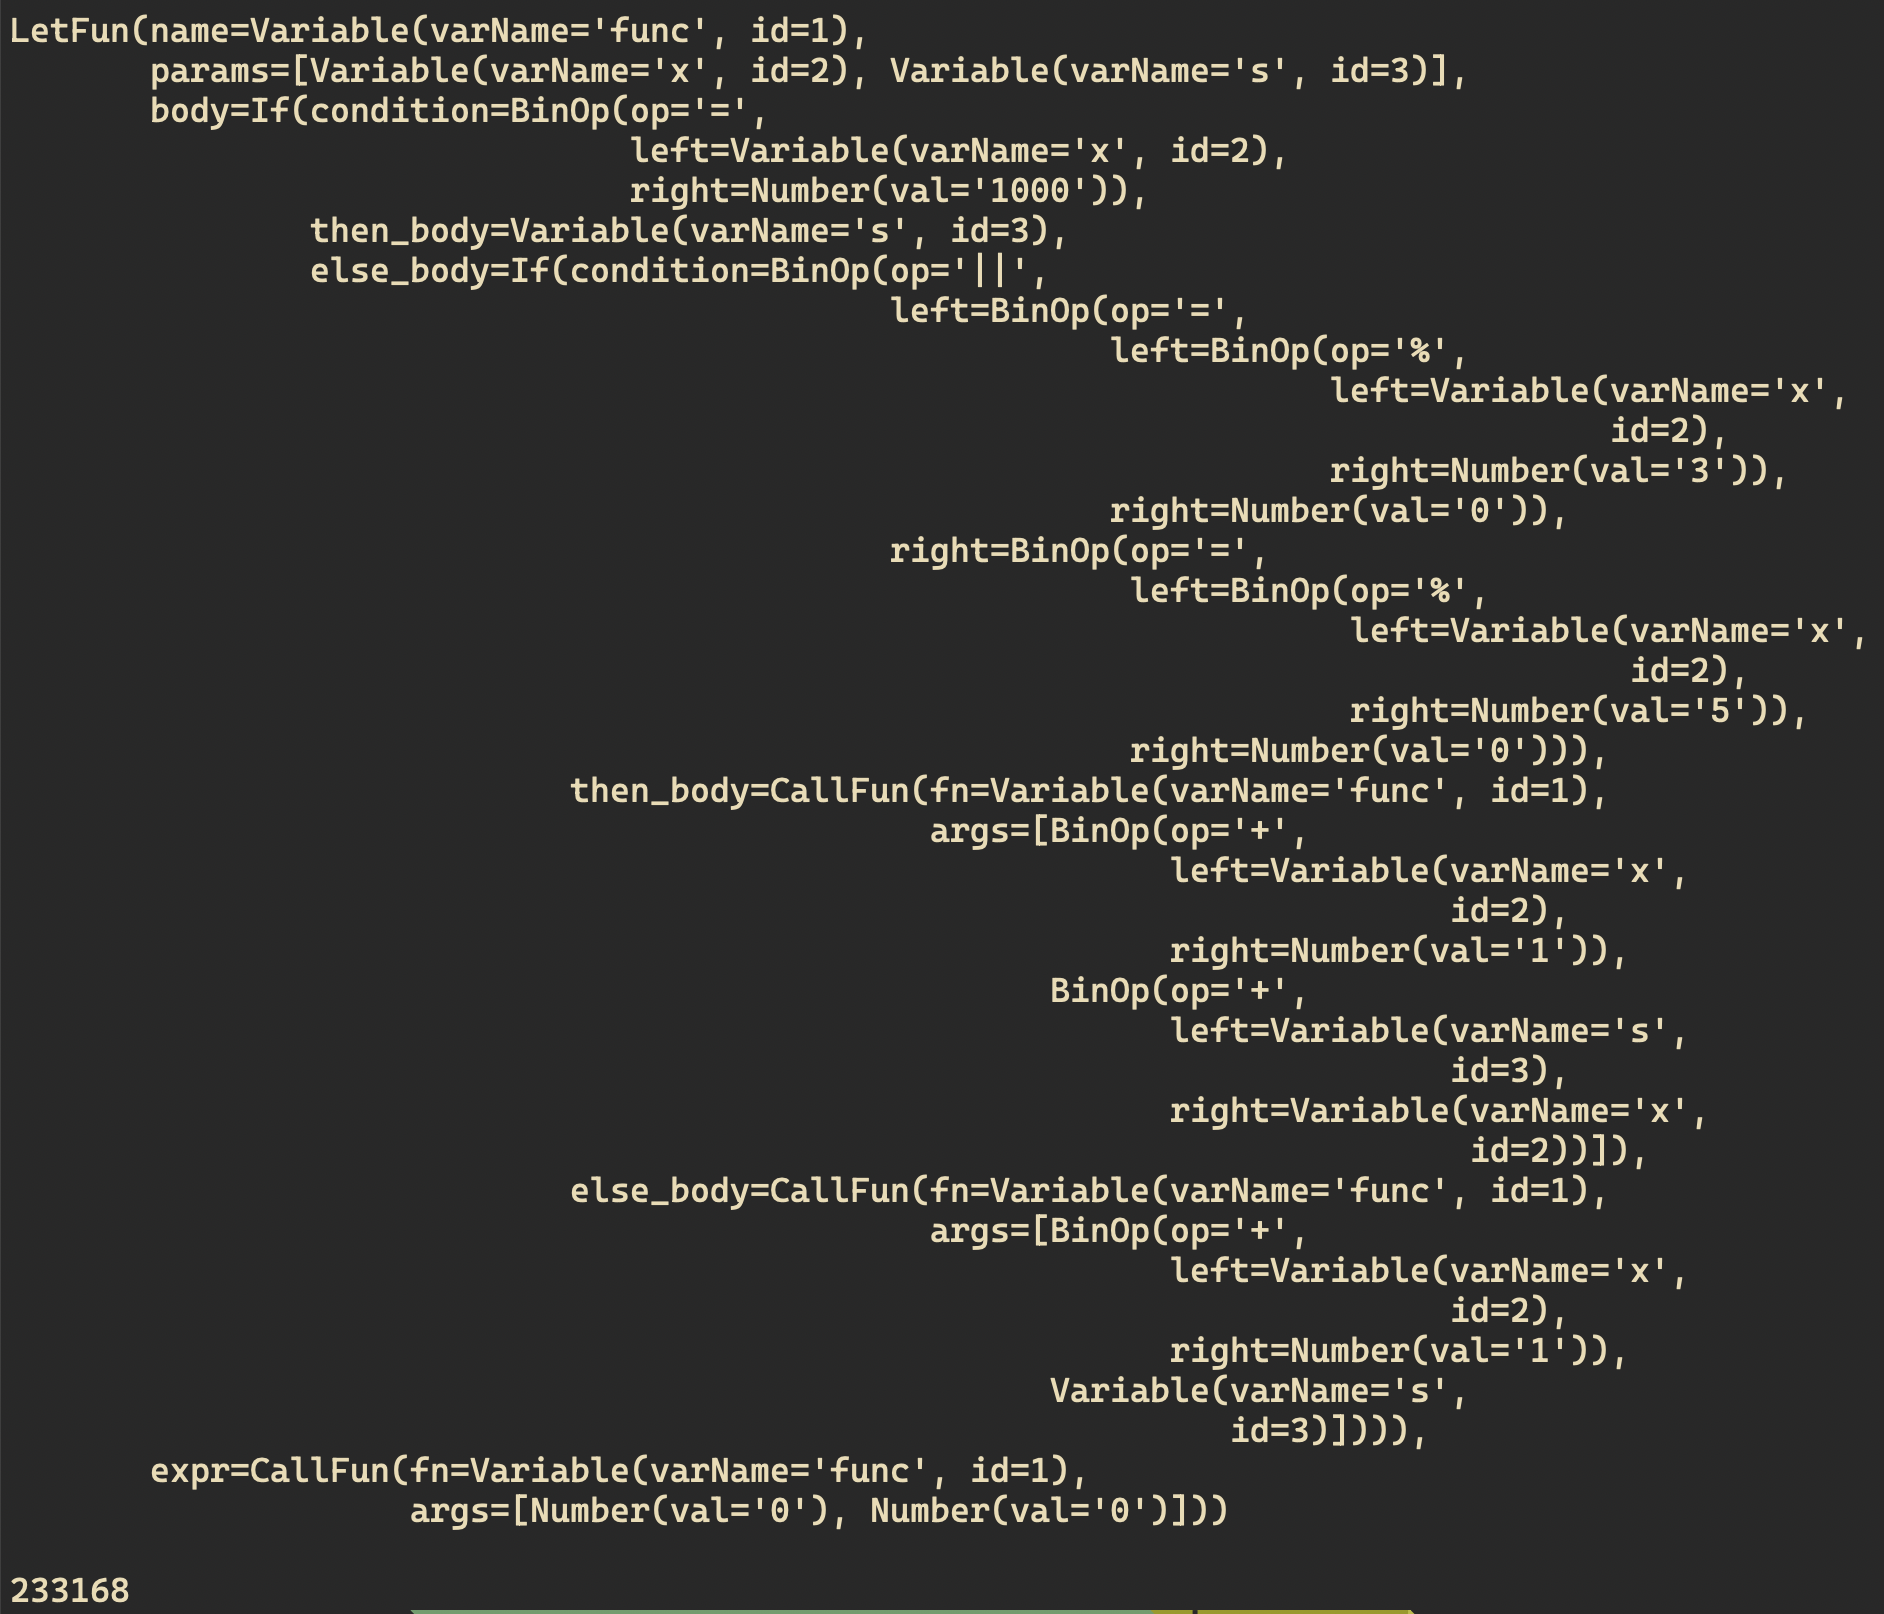 LetFun(name=Variable(varName='func', id=1),
       params=[Variable(varName='x', id=2), Variable(varName='s', id=3)],
       body=If(condition=BinOp(op='=',
                               left=Variable(varName='x', id=2),
                               right=Number(val='1000')),
               then_body=Variable(varName='s', id=3),
               else_body=If(condition=BinOp(op='||',
                                            left=BinOp(op='=',
                                                       left=BinOp(op='%',
                                                                  left=Variable(varName='x',
                                                                                id=2),
                                                                  right=Number(val='3')),
                                                       right=Number(val='0')),
                                            right=BinOp(op='=',
                                                        left=BinOp(op='%',
                                                                   left=Variable(varName='x',
                                                                                 id=2),
                                                                   right=Number(val='5')),
                                                        right=Number(val='0'))),
                            then_body=CallFun(fn=Variable(varName='func', id=1),
                                              args=[BinOp(op='+',
                                                          left=Variable(varName='x',
                                                                        id=2),
                                                          right=Number(val='1')),
                                                    BinOp(op='+',
                                                          left=Variable(varName='s',
                                                                        id=3),
                                                          right=Variable(varName='x',
                                                                         id=2))]),
                            else_body=CallFun(fn=Variable(varName='func', id=1),
                                              args=[BinOp(op='+',
                                                          left=Variable(varName='x',
                                                                        id=2),
                                                          right=Number(val='1')),
                                                    Variable(varName='s',
                                                             id=3)]))),
       expr=CallFun(fn=Variable(varName='func', id=1),
                    args=[Number(val='0'), Number(val='0')]))
233168